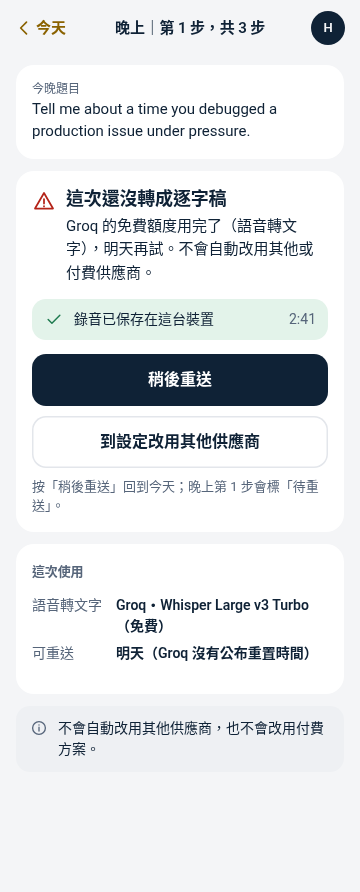 今天
晚上｜第 1 步，共 3 步
H
今晚題目
Tell me about a time you debugged a
production issue under pressure.
這次還沒轉成逐字稿
Groq 的免費額度用完了（語音轉文
字），明天再試。不會自動改用其他或
付費供應商。
錄音已保存在這台裝置
2:41
稍後重送
到設定改用其他供應商
按「稍後重送」回到今天；晚上第 1 步會標「待重
送」。
這次使用
語音轉文字
Groq・Whisper Large v3 Turbo
（免費）
可重送
明天（Groq 沒有公布重置時間）
不會自動改用其他供應商，也不會改用付費
方案。